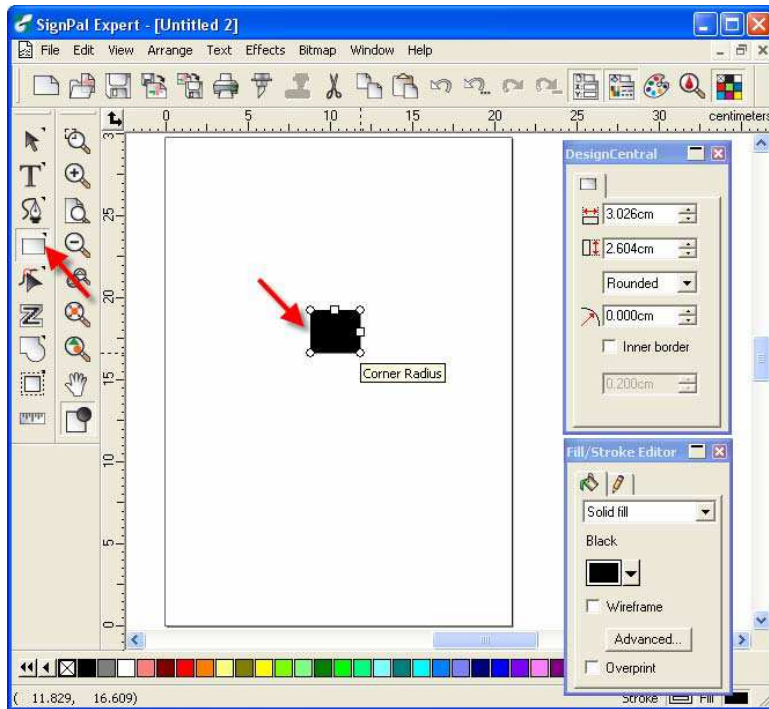 SignPal Expert - [Untitled 2]
File Edit View Arrange Text Effects Bitmap Window Help
0 5 10 15 20 25 30 centimeters
DesignCentral
3.026cm
2.604cm
Rounded
0.000cm
Inner border
0.200cm
25
20
15
10
5
0
Corner Radius
Fill/Stroke Editor
Solid fill
Black
Wireframe
Advanced...
Overprint
( 11.829, 16.609)
Stroke Fill